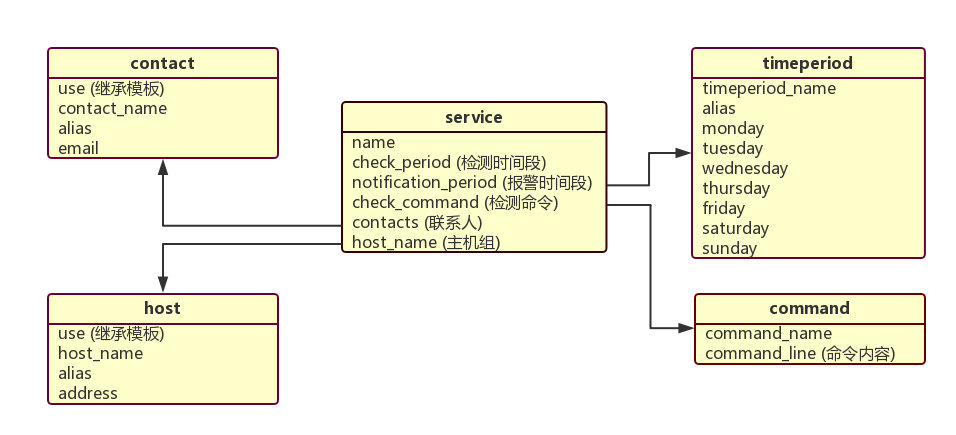 contact
use (继承模板)
contact_name
alias
email
service
name
check_period (检测时间段)
notification_period (报警时间段)
check_command (检测命令)
contacts (联系人)
host_name (主机组)
timeperiod
timeperiod_name
alias
monday
tuesday
wednesday
thursday
friday
saturday
sunday
host
use (继承模板)
host_name
alias
address
command
command_name
command_line (命令内容)